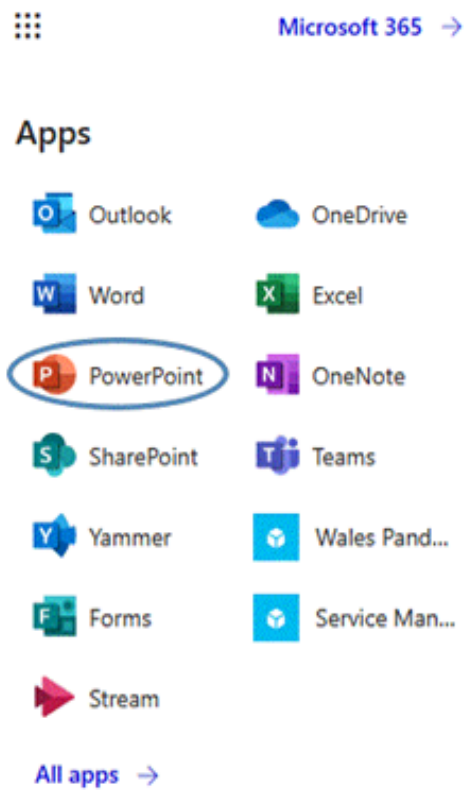 Microsoft 365 →
Apps
Outlook
OneDrive
Word
Excel
PowerPoint
OneNote
SharePoint
Teams
Yammer
Wales Pand...
Forms
Service Man...
Stream
All apps →